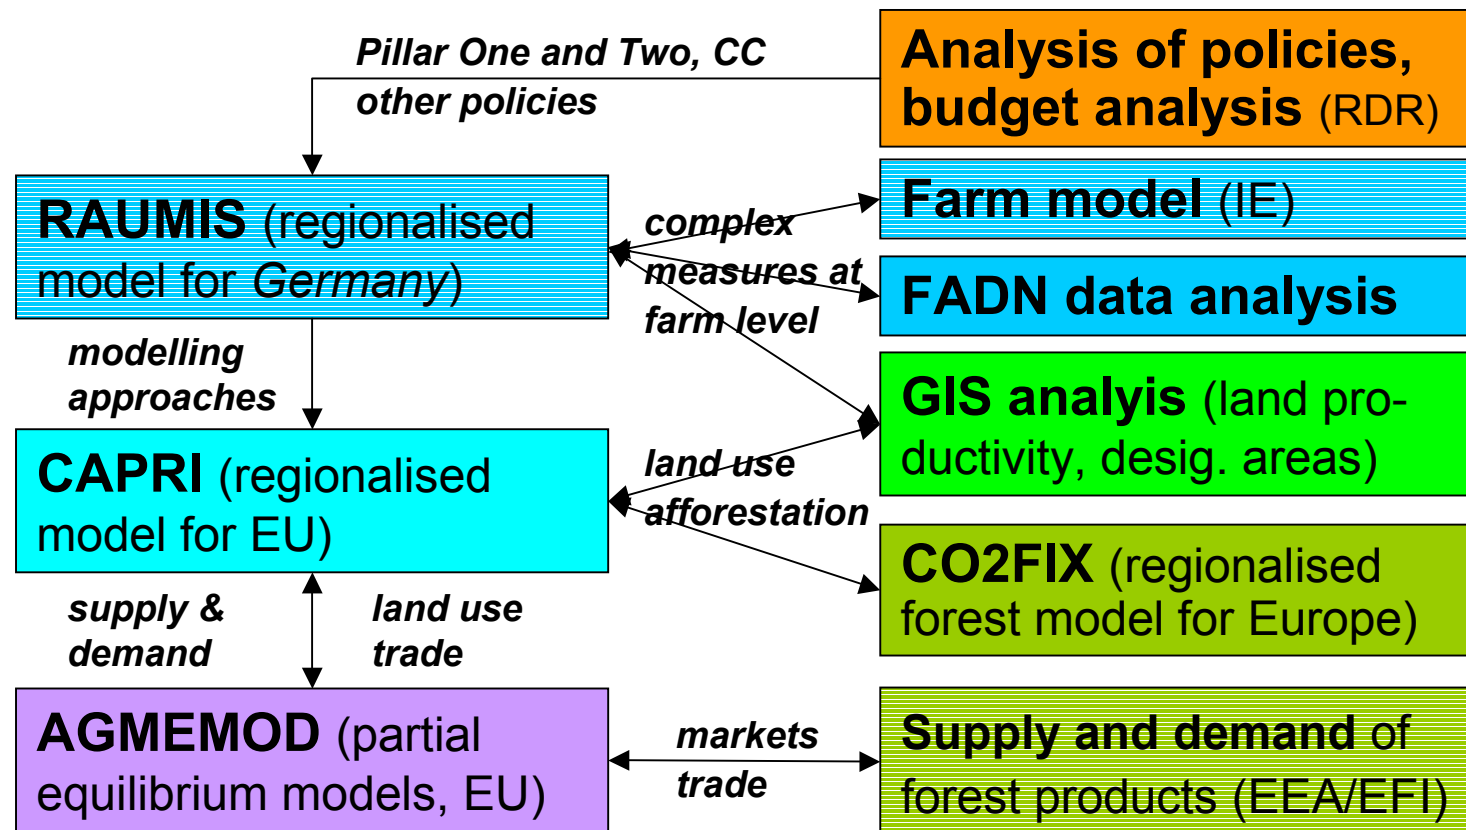 Pillar One and Two, CC
other policies
Analysis of policies,
budget analysis (RDR)
RAUMIS (regionalised
model for Germany)
complex
measures at
farm level
Farm model (IE)
FADN data analysis
modelling
approaches
GIS analyis (land pro-
ductivity, desig. areas)
CAPRI (regionalised
model for EU)
land use
afforestation
CO2FIX (regionalised
forest model for Europe)
supply &
demand
land use
trade
AGMEMOD (partial
equilibrium models, EU)
markets
trade
Supply and demand of
forest products (EEA/EFI)